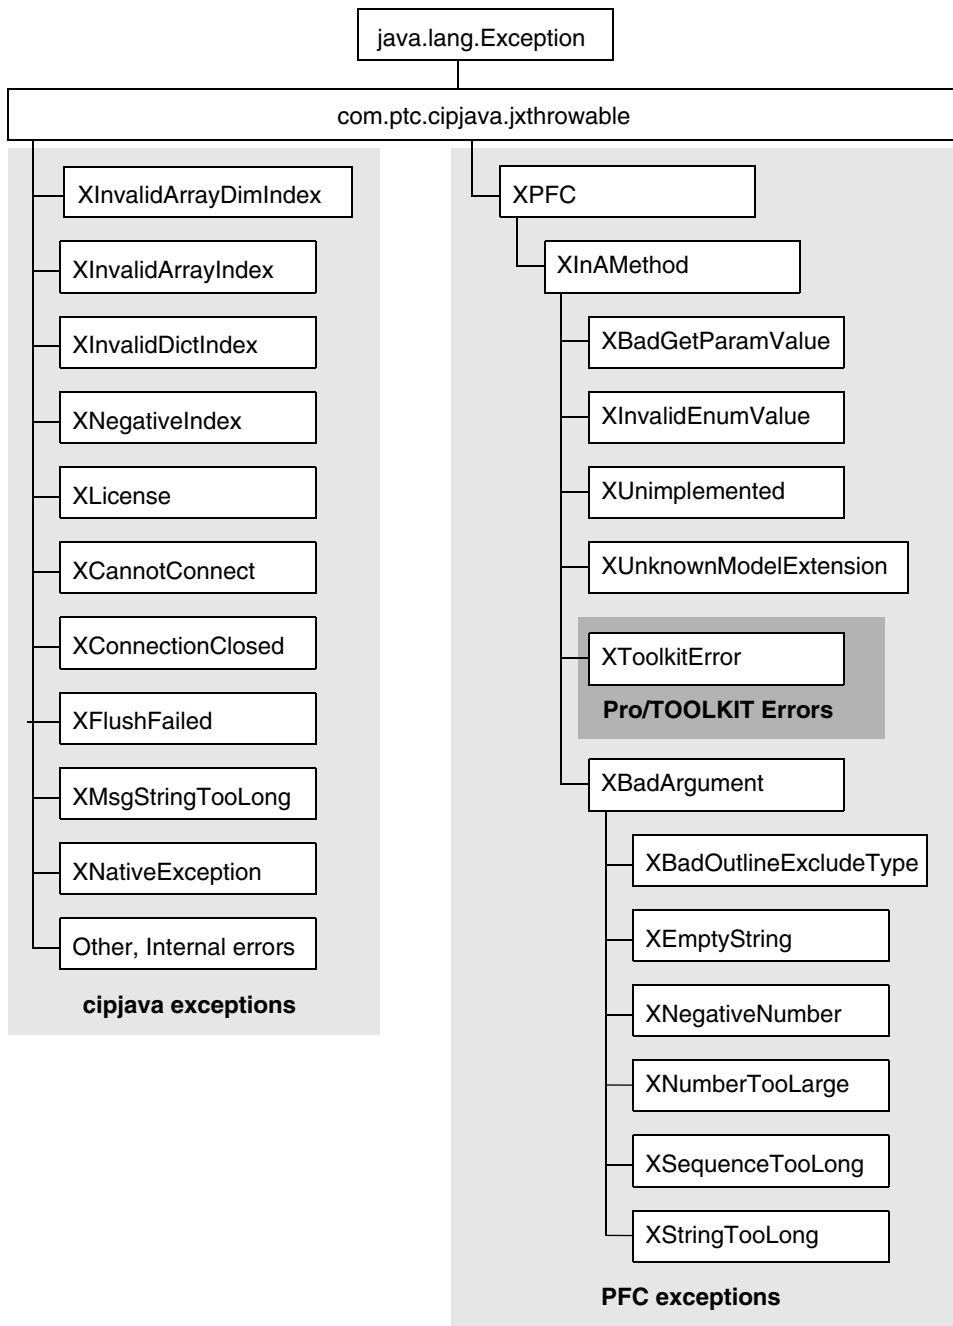 java.lang.Exception
com.ptc.cipjava.jxthrowable
XInvalidArrayDimIndex
XInvalidArrayIndex
XInvalidDictIndex
XNegativeIndex
XLicense
XCannotConnect
XConnectionClosed
XFlushFailed
XMsgStringTooLong
XNativeException
Other, Internal errors
cipjava exceptions
XPFC
XInAMethod
XBadGetParamValue
XInvalidEnumValue
XUnimplemented
XUnknownModelExtension
XToolkitError
Pro/TOOLKIT Errors
XBadArgument
XBadOutlineExcludeType
XEmptyString
XNegativeNumber
XNumberTooLarge
XSequenceTooLong
XStringTooLong
PFC exceptions